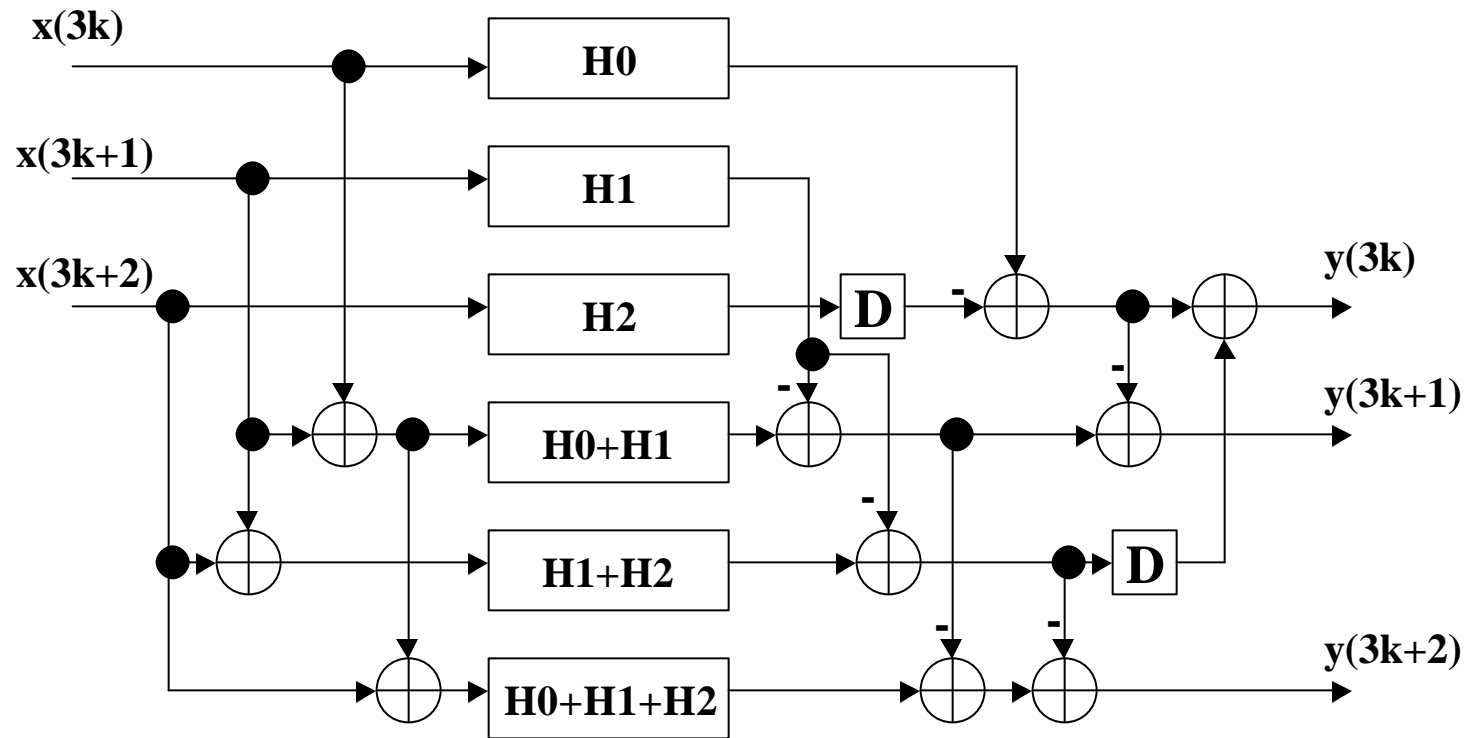 x(3k)
H0
x(3k+1)
H1
x(3k+2)
H2
D
-
y(3k)
-
-
y(3k+1)
H0+H1
-
H1+H2
D
-
-
y(3k+2)
H0+H1+H2